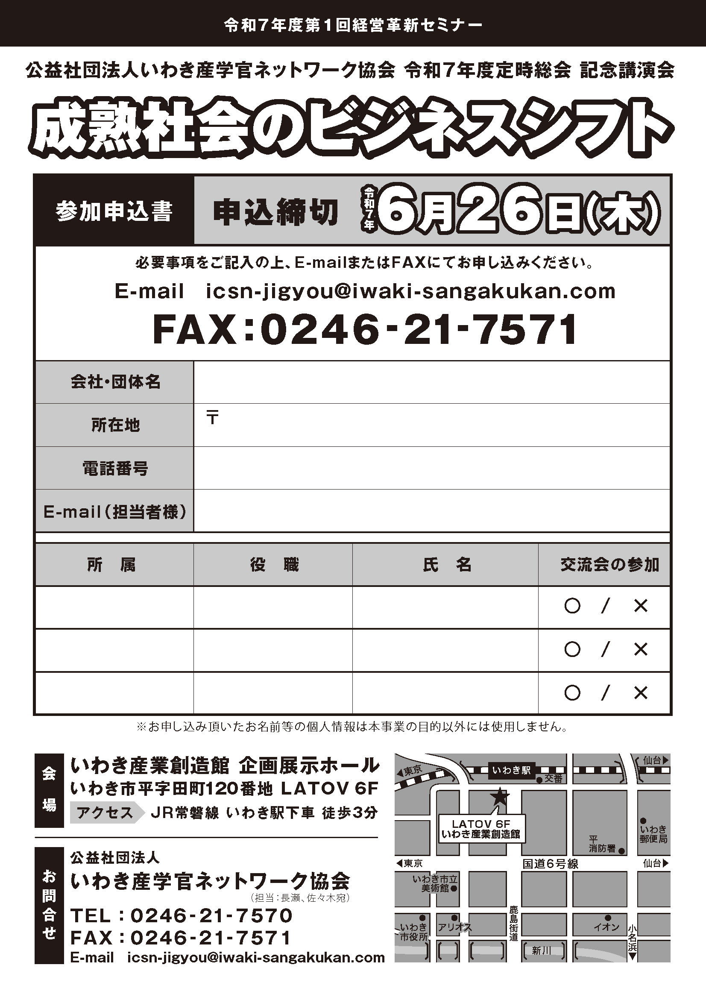 令和7年度第1回経営革新セミナー
公益社団法人いわき産学官ネットワーク協会 令和7年度定時総会 記念講演会
成熟社会のビジネスシフト
参加申込書
申込締切 令和7年 6月26日(木)
必要事項をご記入の上、E-mailまたはFAXにてお申し込みください。
E-mail icsn-jigyou@iwaki-sangakukan.com
FAX：0246-21-7571
会社・団体名
所在地 〒
電話番号
E-mail（担当者様）
所 属 役 職 氏 名 交流会の参加
○ / ×
○ / ×
○ / ×
※お申し込み頂いたお名前等の個人情報は本事業の目的以外には使用しません。
会場
いわき産業創造館 企画展示ホール
いわき市平字田町120番地 LATOV 6F
アクセス JR常磐線 いわき駅下車 徒歩3分
お問合せ
公益社団法人
いわき産学官ネットワーク協会
（担当：長瀬、佐々木宛）
TEL：0246-21-7570
FAX：0246-21-7571
E-mail icsn-jigyou@iwaki-sangakukan.com
◀東京
いわき駅
交番
仙台▶
★
LATOV 6F
いわき産業創造館
いわき
郵便局
平
消防署
◀東京
国道6号線
仙台▶
いわき市立
美術館
鹿島街道
いわき
市役所
アリオス
イオン
小名浜▼
新川